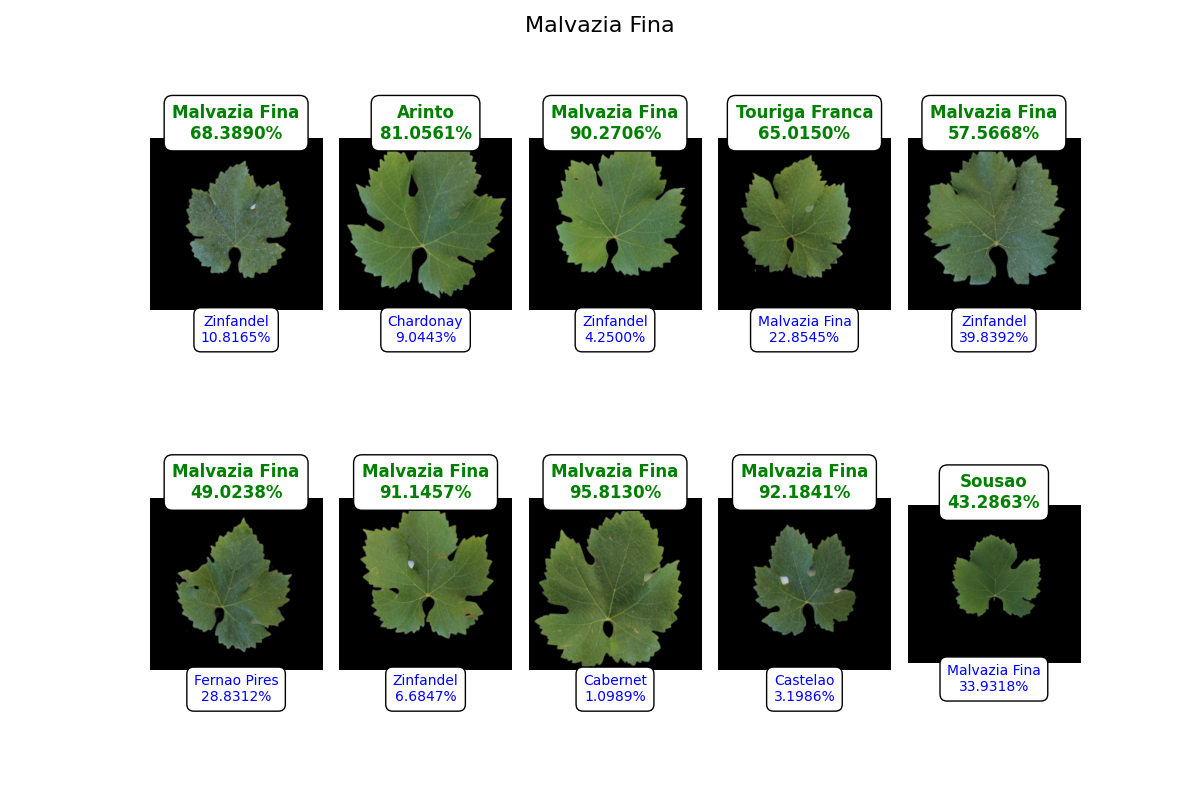 Malvazia Fina
Malvazia Fina
68.3890%
Arinto
81.0561%
Malvazia Fina
90.2706%
Touriga Franca
65.0150%
Malvazia Fina
57.5668%
Zinfandel
10.8165%
Chardonay
9.0443%
Zinfandel
4.2500%
Malvazia Fina
22.8545%
Zinfandel
39.8392%
Malvazia Fina
49.0238%
Malvazia Fina
91.1457%
Malvazia Fina
95.8130%
Malvazia Fina
92.1841%
Sousao
43.2863%
Fernao Pires
28.8312%
Zinfandel
6.6847%
Cabernet
1.0989%
Castelao
3.1986%
Malvazia Fina
33.9318%